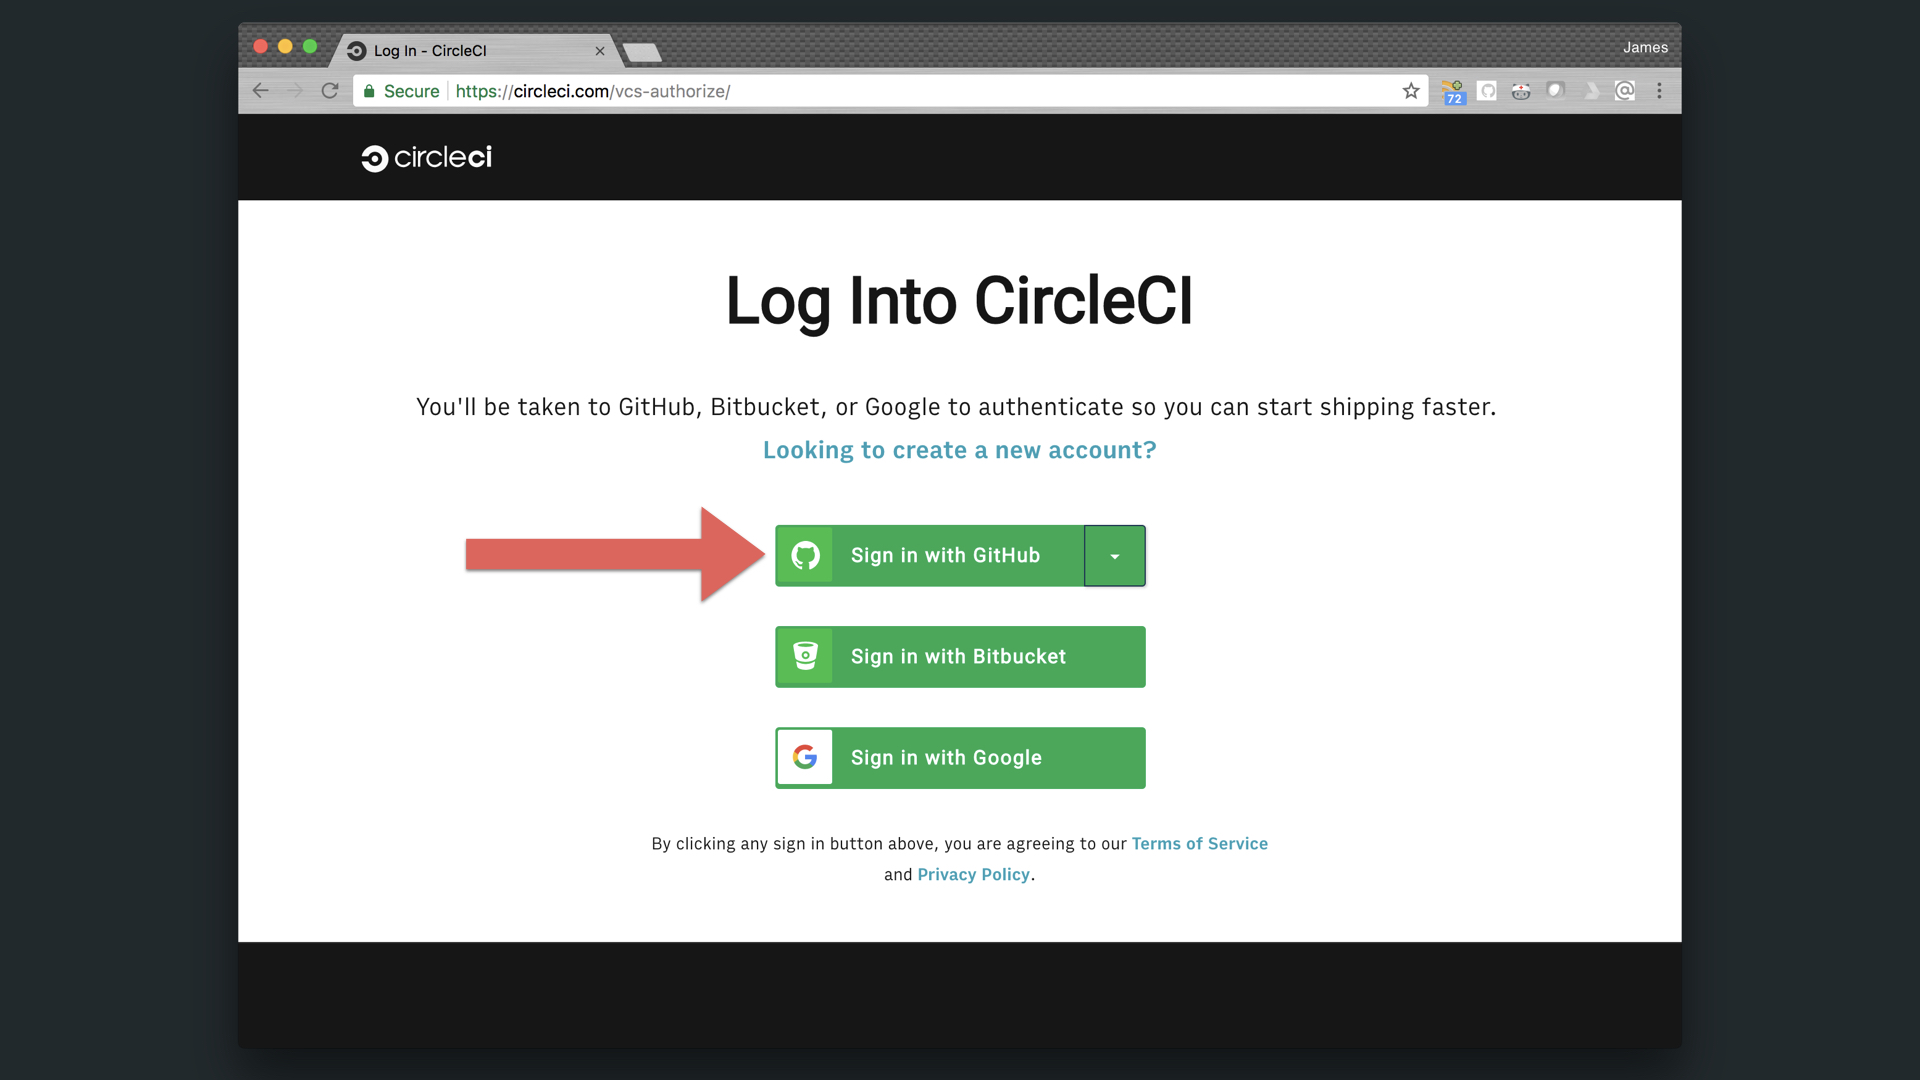 Log In - CircleCI
James
Secure
https://circleci.com/vcs-authorize/
72
circleci
Log Into CircleCI
You'll be taken to GitHub, Bitbucket, or Google to authenticate so you can start shipping faster.
Looking to create a new account?
Sign in with GitHub
Sign in with Bitbucket
Sign in with Google
By clicking any sign in button above, you are agreeing to our Terms of Service
and Privacy Policy.